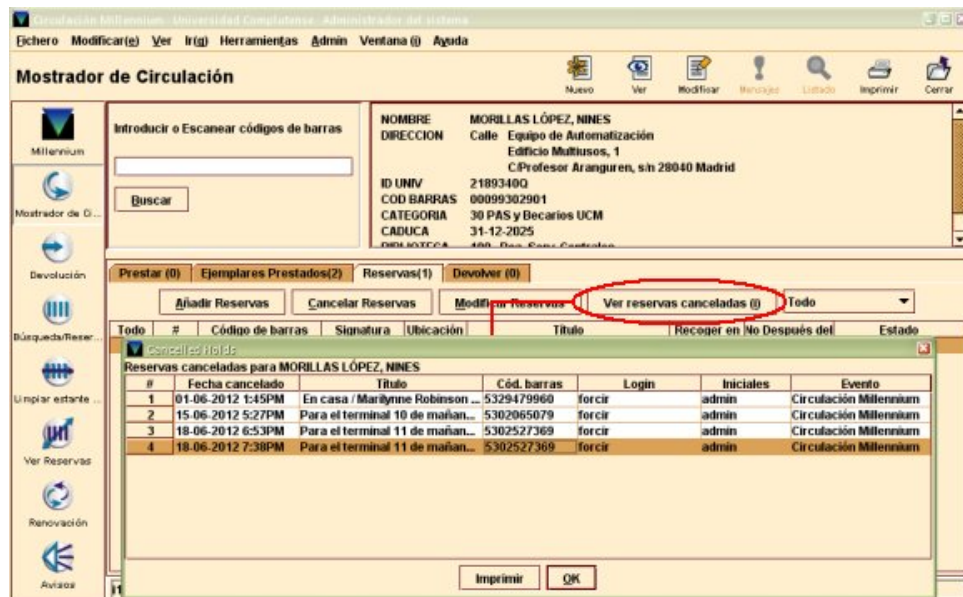 Circulación Millennium · Universidad Complutense · Administrador del sistema
Fichero Modificar(e) Ver Ir(g) Herramientas Admin Ventana (i) Ayuda
Mostrador de Circulación
Nuevo Ver Modificar Mensajes Listado Imprimir Cerrar
Millennium
Mostrador de Ci...
Devolución
Búsqueda/Reser...
Limpiar estante ...
Ver Reservas
Renovación
Avisos
Introducir o Escanear códigos de barras
Buscar
NOMBRE MORILLAS LÓPEZ, NINES
DIRECCION Calle Equipo de Automatización
Edificio Multiusos, 1
C/Profesor Aranguren, s/n 28040 Madrid
ID UNIV 2189340Q
COD BARRAS 00099302901
CATEGORIA 30 PAS y Becarios UCM
CADUCA 31-12-2025
BIBLIOTECA
Prestar (0) Ejemplares Prestados(2) Reservas(1) Devolver (0)
Añadir Reservas Cancelar Reservas Modificar Reservas Ver reservas canceladas (i) Todo
Todo # Código de barras Signatura Ubicación Título Recoger en No Después del Estado
Cancelled Holds
Reservas canceladas para MORILLAS LÓPEZ, NINES
# Fecha cancelado Título Cód. barras Login Iniciales Evento
1 01-06-2012 1:45PM En casa / Marilynne Robinson ... 5329479960 forcir admin Circulación Millennium
2 15-06-2012 5:27PM Para el terminal 10 de mañan... 5302065079 forcir admin Circulación Millennium
3 18-06-2012 6:53PM Para el terminal 11 de mañan... 5302527369 forcir admin Circulación Millennium
4 18-06-2012 7:38PM Para el terminal 11 de mañan... 5302527369 forcir admin Circulación Millennium
Imprimir OK